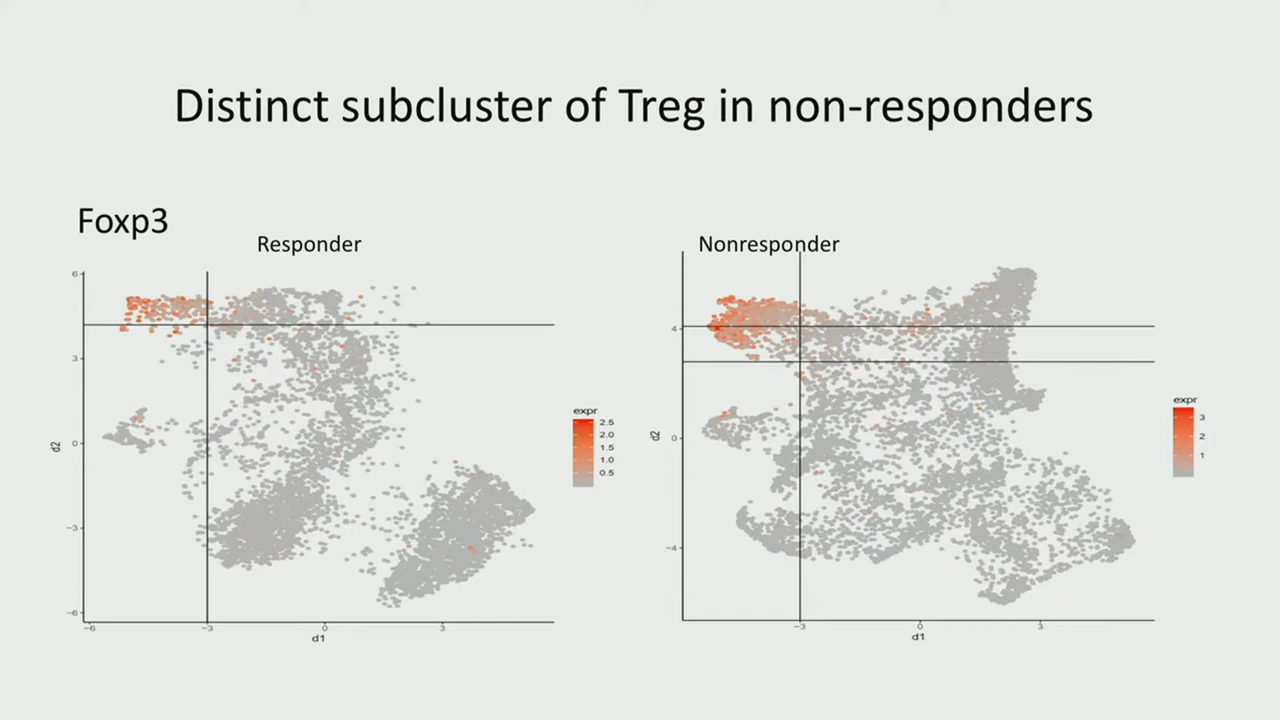 Distinct subcluster of Treg in non-responders
Foxp3
Responder
6
3
0
−3
−6
d2
−6
−3
0
3
d1
expr
2.5
2.0
1.5
1.0
0.5
Nonresponder
4
0
−4
d2
−3
0
3
d1
expr
3
2
1